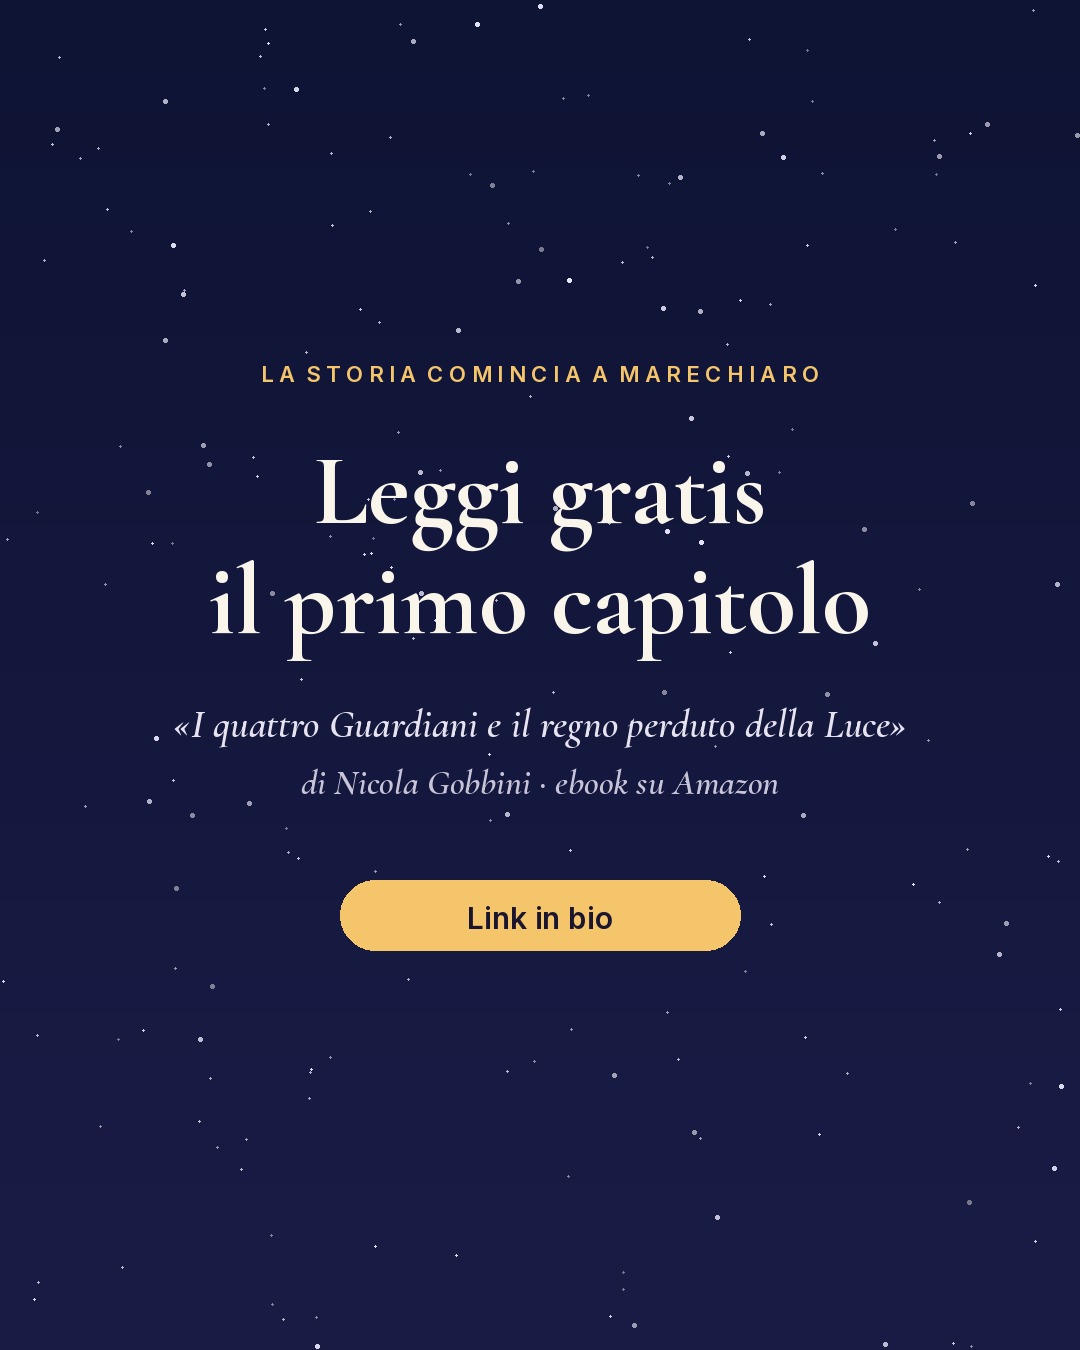 LA STORIA COMINCIA A MARECHIARO
Leggi gratis
il primo capitolo
«I quattro Guardiani e il regno perduto della Luce»
di Nicola Gobbini · ebook su Amazon
Link in bio